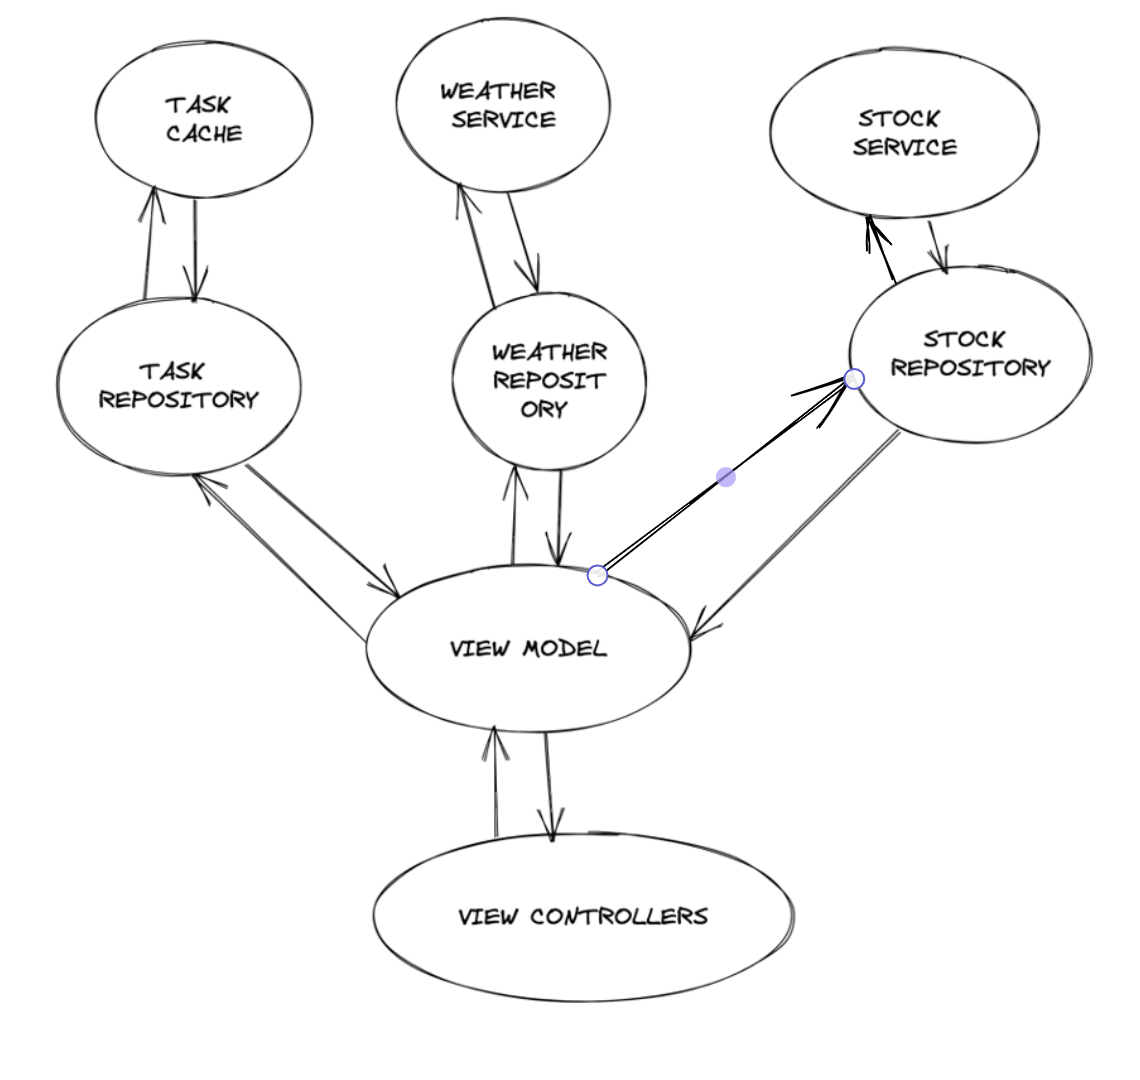 TASK
CACHE
WEATHER
SERVICE
STOCK
SERVICE
TASK
REPOSITORY
WEATHER
REPOSIT
ORY
STOCK
REPOSITORY
VIEW MODEL
VIEW CONTROLLERS